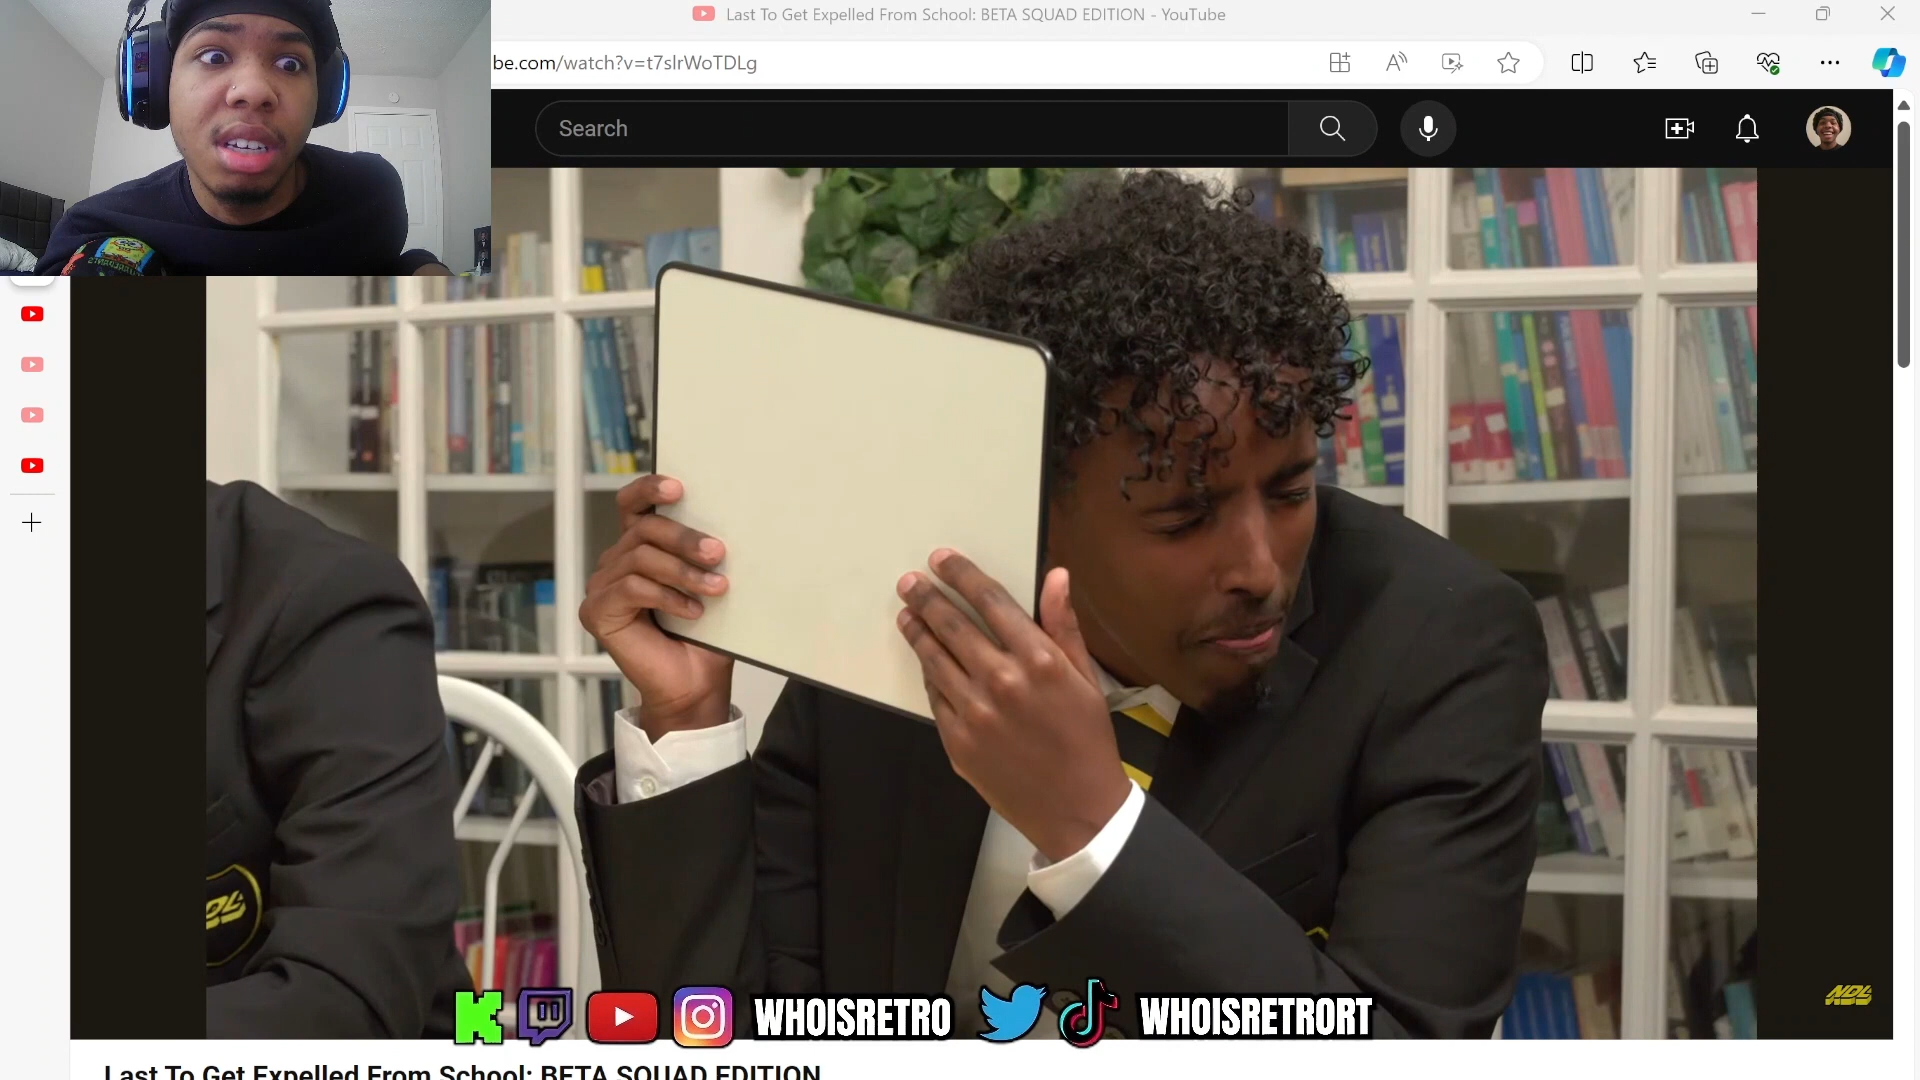 Last To Get Expelled From School: BETA SQUAD EDITION - YouTube
be.com/watch?v=t7slrWoTDLg
Search
NDL
WHOISRETRO
WHOISRETRORT
Last To Get Expelled From School: BETA SQUAD EDITION